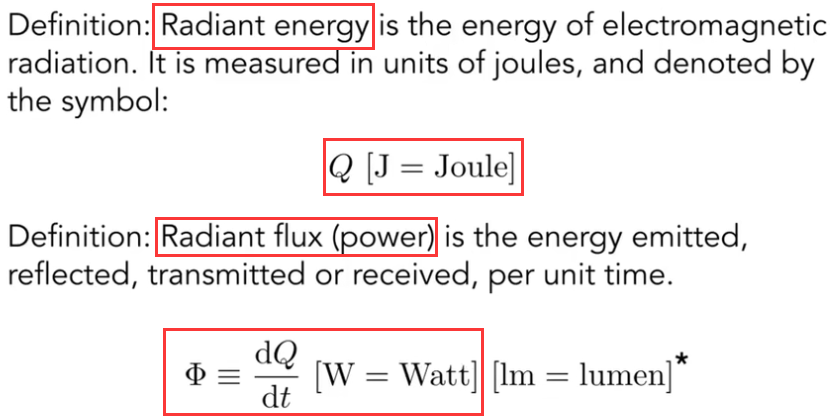 Definition: Radiant energy is the energy of electromagnetic
radiation. It is measured in units of joules, and denoted by
the symbol:
Q [J = Joule]
Definition: Radiant flux (power) is the energy emitted,
reflected, transmitted or received, per unit time.
Φ ≡ dQ/dt [W = Watt] [lm = lumen]*